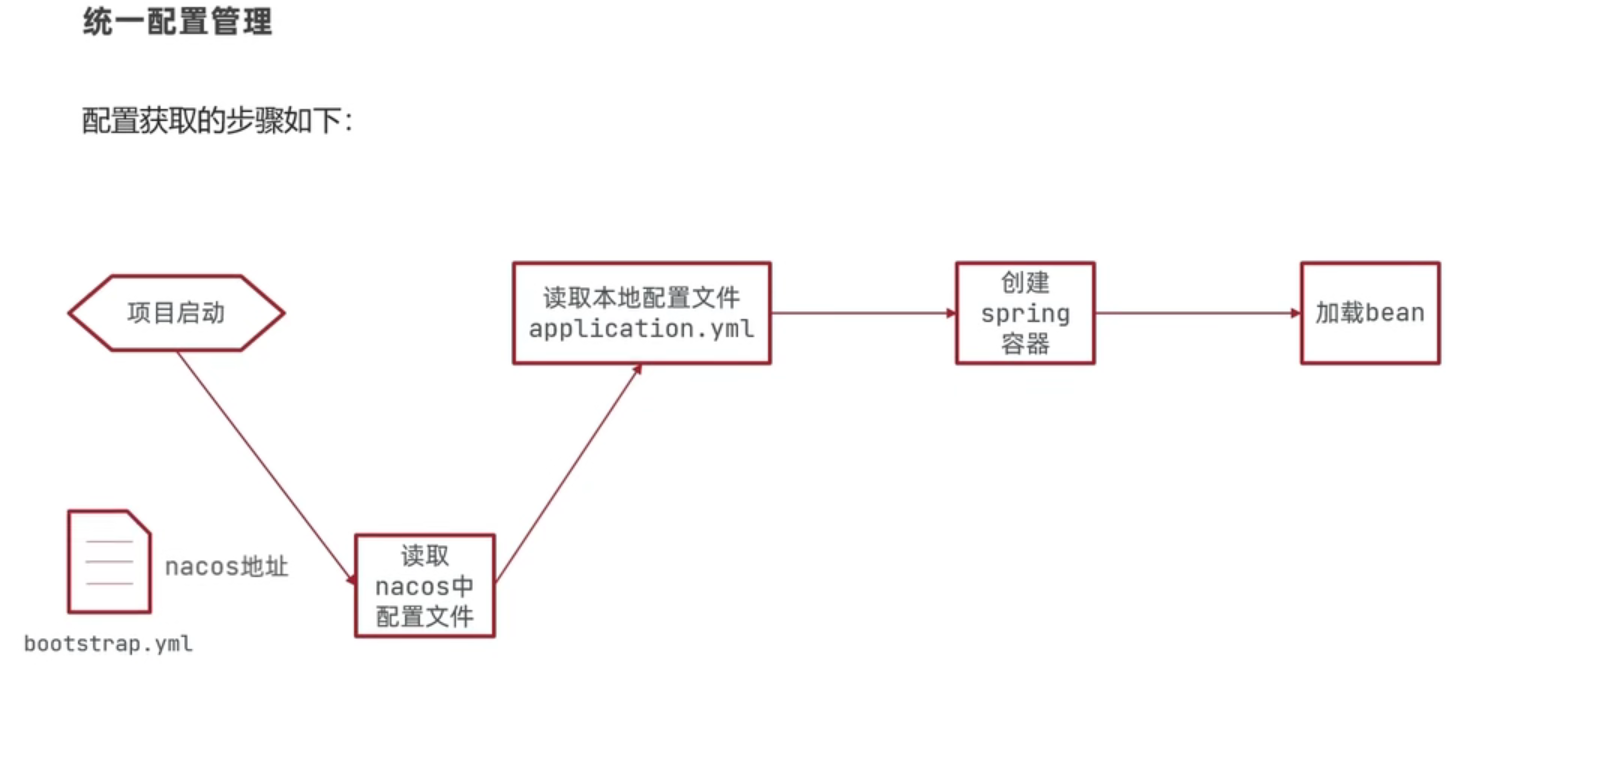 统一配置管理
配置获取的步骤如下：
项目启动
读取本地配置文件
application.yml
创建
spring
容器
加载bean
nacos地址
bootstrap.yml
读取
nacos中
配置文件